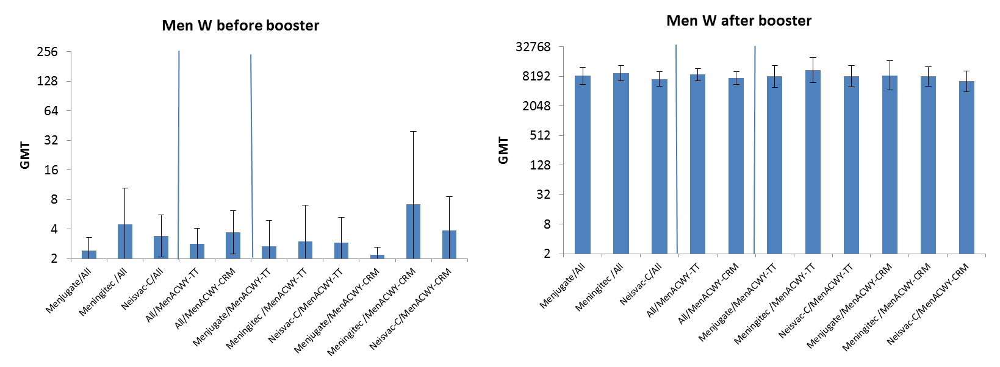 Men W before booster
256
128
64
32
16
8
4
2
GMT
Menjugate/All
Meningitec /All
Neisvac-C/All
All/MenACWY-TT
All/MenACWY-CRM
Menjugate/MenACWY-TT
Meningitec /MenACWY-TT
Neisvac-C/MenACWY-TT
Menjugate/MenACWY-CRM
Meningitec /MenACWY-CRM
Neisvac-C/MenACWY-CRM
Men W after booster
32768
8192
2048
512
128
32
8
2
GMT
Menjugate/All
Meningitec /All
Neisvac-C/All
All/MenACWY-TT
All/MenACWY-CRM
Menjugate/MenACWY-TT
Meningitec /MenACWY-TT
Neisvac-C/MenACWY-TT
Menjugate/MenACWY-CRM
Meningitec /MenACWY-CRM
Neisvac-C/MenACWY-CRM